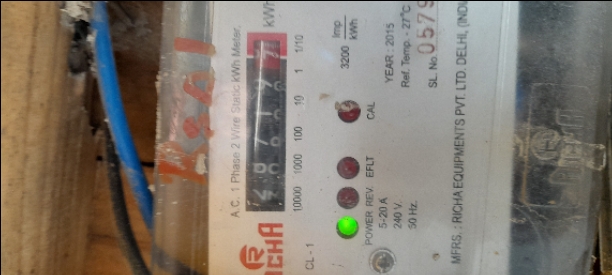 A.C. 1 Phase 2 Wire Static kWh Meter.
kWh
10000 1000 100 10 1 1/10
RICHA
CL - 1
Imp
3200 kWh
CAL
POWER REV. EFLT
5-20 A
240 V.
50 Hz.
YEAR : 2015
Ref. Temp. - 27°C
SL. No. 0579
MFRS. : RICHA EQUIPMENTS PVT. LTD. DELHI, (IND
RICHA